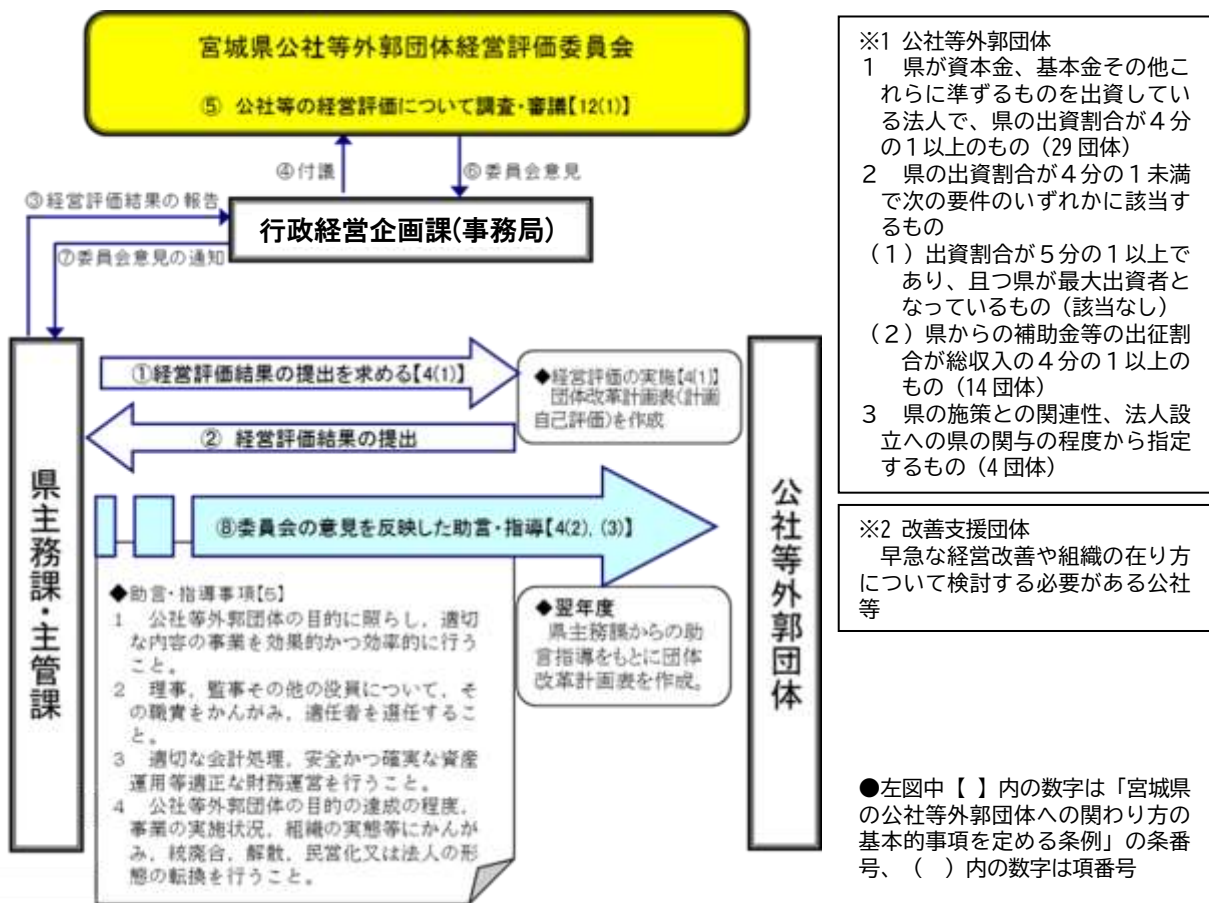 宮城県公社等外郭団体経営評価委員会
⑤ 公社等の経営評価について調査・審議【12(1)】
④付議
⑥委員会意見
③経営評価結果の報告
行政経営企画課(事務局)
⑦委員会意見の通知
県主務課・主管課
①経営評価結果の提出を求める【4(1)】
② 経営評価結果の提出
◆経営評価の実施【4(1)】
団体改革計画表(計画
自己評価)を作成
⑧委員会の意見を反映した助言・指導【4(2),(3)】
◆助言・指導事項【5】
1 公社等外郭団体の目的に照らし，適切
な内容の事業を効果的かつ効率的に行う
こと。
2 理事，監事その他の役員について，そ
の職責をかんがみ，適任者を選任するこ
と。
3 適切な会計処理，安全かつ確実な資産
運用等適正な財務運営を行うこと。
4 公社等外郭団体の目的の達成の程度，
事業の実施状況，組織の実態等にかんが
み，統廃合，解散，民営化又は法人の形
態の転換を行うこと。
◆翌年度
県主務課からの助
言指導をもとに団体
改革計画表を作成。
公社等外郭団体
※1 公社等外郭団体
１ 県が資本金、基本金その他こ
れらに準ずるものを出資してい
る法人で、県の出資割合が４分
の１以上のもの（29 団体）
２ 県の出資割合が４分の１未満
で次の要件のいずれかに該当す
るもの
（１）出資割合が５分の１以上で
あり、且つ県が最大出資者と
なっているもの（該当なし）
（２）県からの補助金等の出征割
合が総収入の４分の１以上の
もの（14 団体）
３ 県の施策との関連性、法人設
立への県の関与の程度から指定
するもの（4 団体）
※2 改善支援団体
早急な経営改善や組織の在り方
について検討する必要がある公社
等
●左図中【 】内の数字は「宮城県
の公社等外郭団体への関わり方の
基本的事項を定める条例」の条番
号、（ ）内の数字は項番号